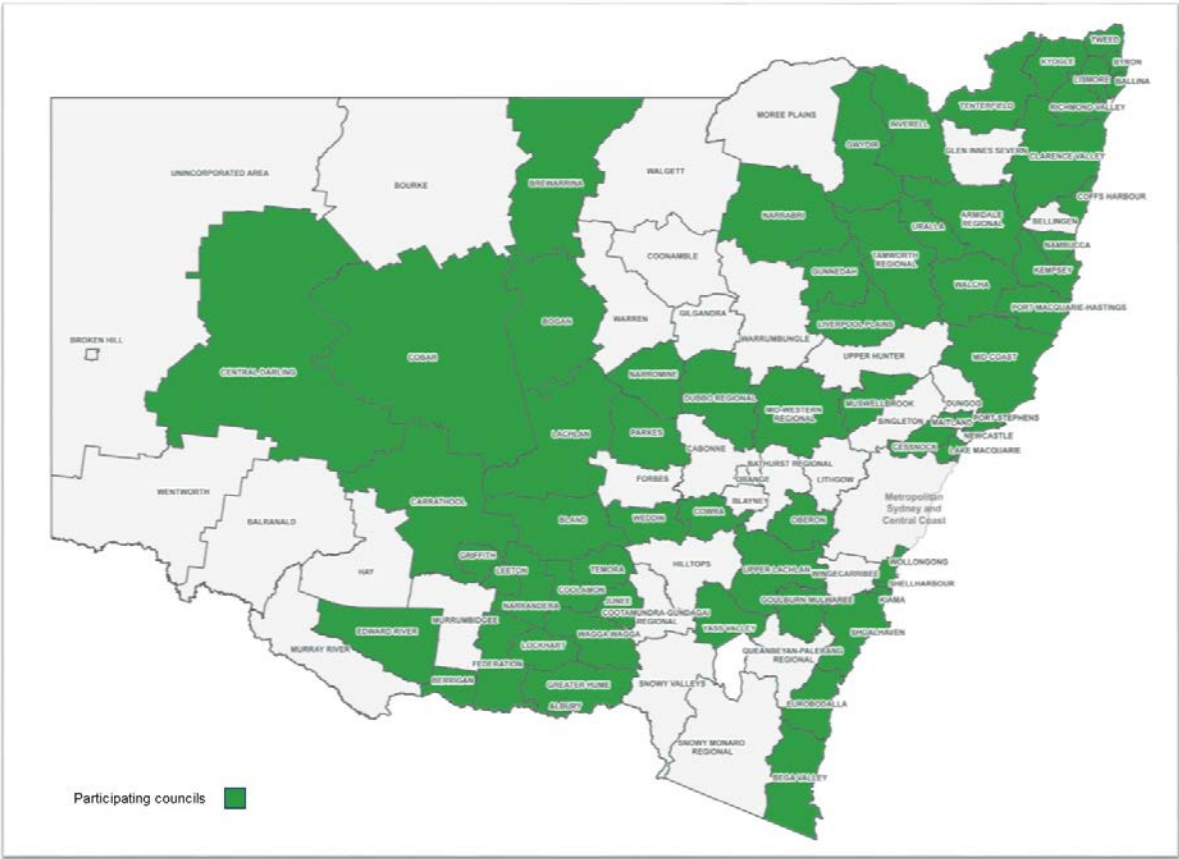 TWEED
KYOGLE
BYRON
LISMORE
BALLINA
TENTERFIELD
RICHMOND VALLEY
MOREE PLAINS
INVERELL
GWYDIR
GLEN INNES SEVERN
CLARENCE VALLEY
UNINCORPORATED AREA
BOURKE
BREWARRINA
WALGETT
COFFS HARBOUR
NARRABRI
ARMIDALE
REGIONAL
URALLA
BELLINGEN
NAMBUCCA
COONAMBLE
GUNNEDAH
TAMWORTH
REGIONAL
KEMPSEY
WALCHA
PORT MACQUARIE-HASTINGS
BOGAN
WARREN
GILGANDRA
LIVERPOOL PLAINS
WARRUMBUNGLE
BROKEN HILL
COBAR
UPPER HUNTER
MID COAST
CENTRAL DARLING
NARROMINE
DUBBO REGIONAL
MID-WESTERN
REGIONAL
MUSWELLBROOK
DUNGOG
SINGLETON
MAITLAND
PORT STEPHENS
NEWCASTLE
LACHLAN
PARKES
CABONNE
CESSNOCK
LAKE MACQUARIE
BATHURST REGIONAL
FORBES
ORANGE
LITHGOW
WENTWORTH
CARRATHOOL
BLAYNEY
Metropolitan
Sydney and
Central Coast
BALRANALD
BLAND
WEDDIN
COWRA
OBERON
GRIFFITH
HAY
LEETON
TEMORA
HILLTOPS
UPPER LACHLAN
WINGECARRIBEE
WOLLONGONG
SHELLHARBOUR
COOLAMON
NARRANDERA
JUNEE
COOTAMUNDRA-GUNDAGAI
REGIONAL
GOULBURN MULWAREE
KIAMA
MURRUMBIDGEE
EDWARD RIVER
WAGGA WAGGA
YASS VALLEY
SHOALHAVEN
LOCKHART
MURRAY RIVER
QUEANBEYAN-PALERANG
REGIONAL
FEDERATION
BERRIGAN
GREATER HUME
SNOWY VALLEYS
ALBURY
EUROBODALLA
SNOWY MONARO
REGIONAL
BEGA VALLEY
Participating councils